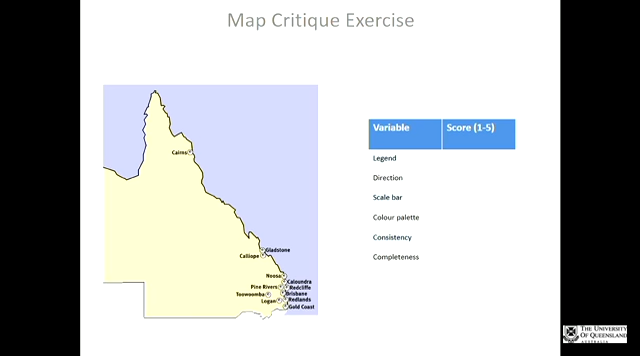 Map Critique Exercise
Cairns
Gladstone
Calliope
Noosa
Caloundra
Redcliffe
Pine Rivers
Brisbane
Toowoomba
Redlands
Logan
Gold Coast
Variable Score (1-5)
Legend
Direction
Scale bar
Colour palette
Consistency
Completeness
THE UNIVERSITY
OF QUEENSLAND
AUSTRALIA